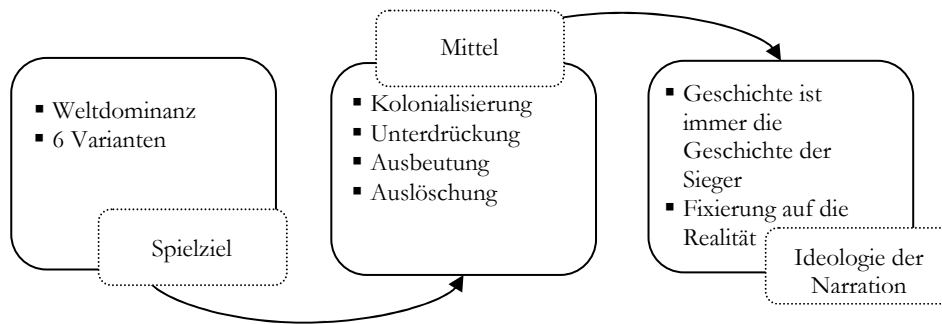 ▪ Weltdominanz
▪ 6 Varianten
Spielziel
Mittel
▪ Kolonialisierung
▪ Unterdrückung
▪ Ausbeutung
▪ Auslöschung
▪ Geschichte ist
immer die
Geschichte der
Sieger
▪ Fixierung auf die
Realität
Ideologie der
Narration